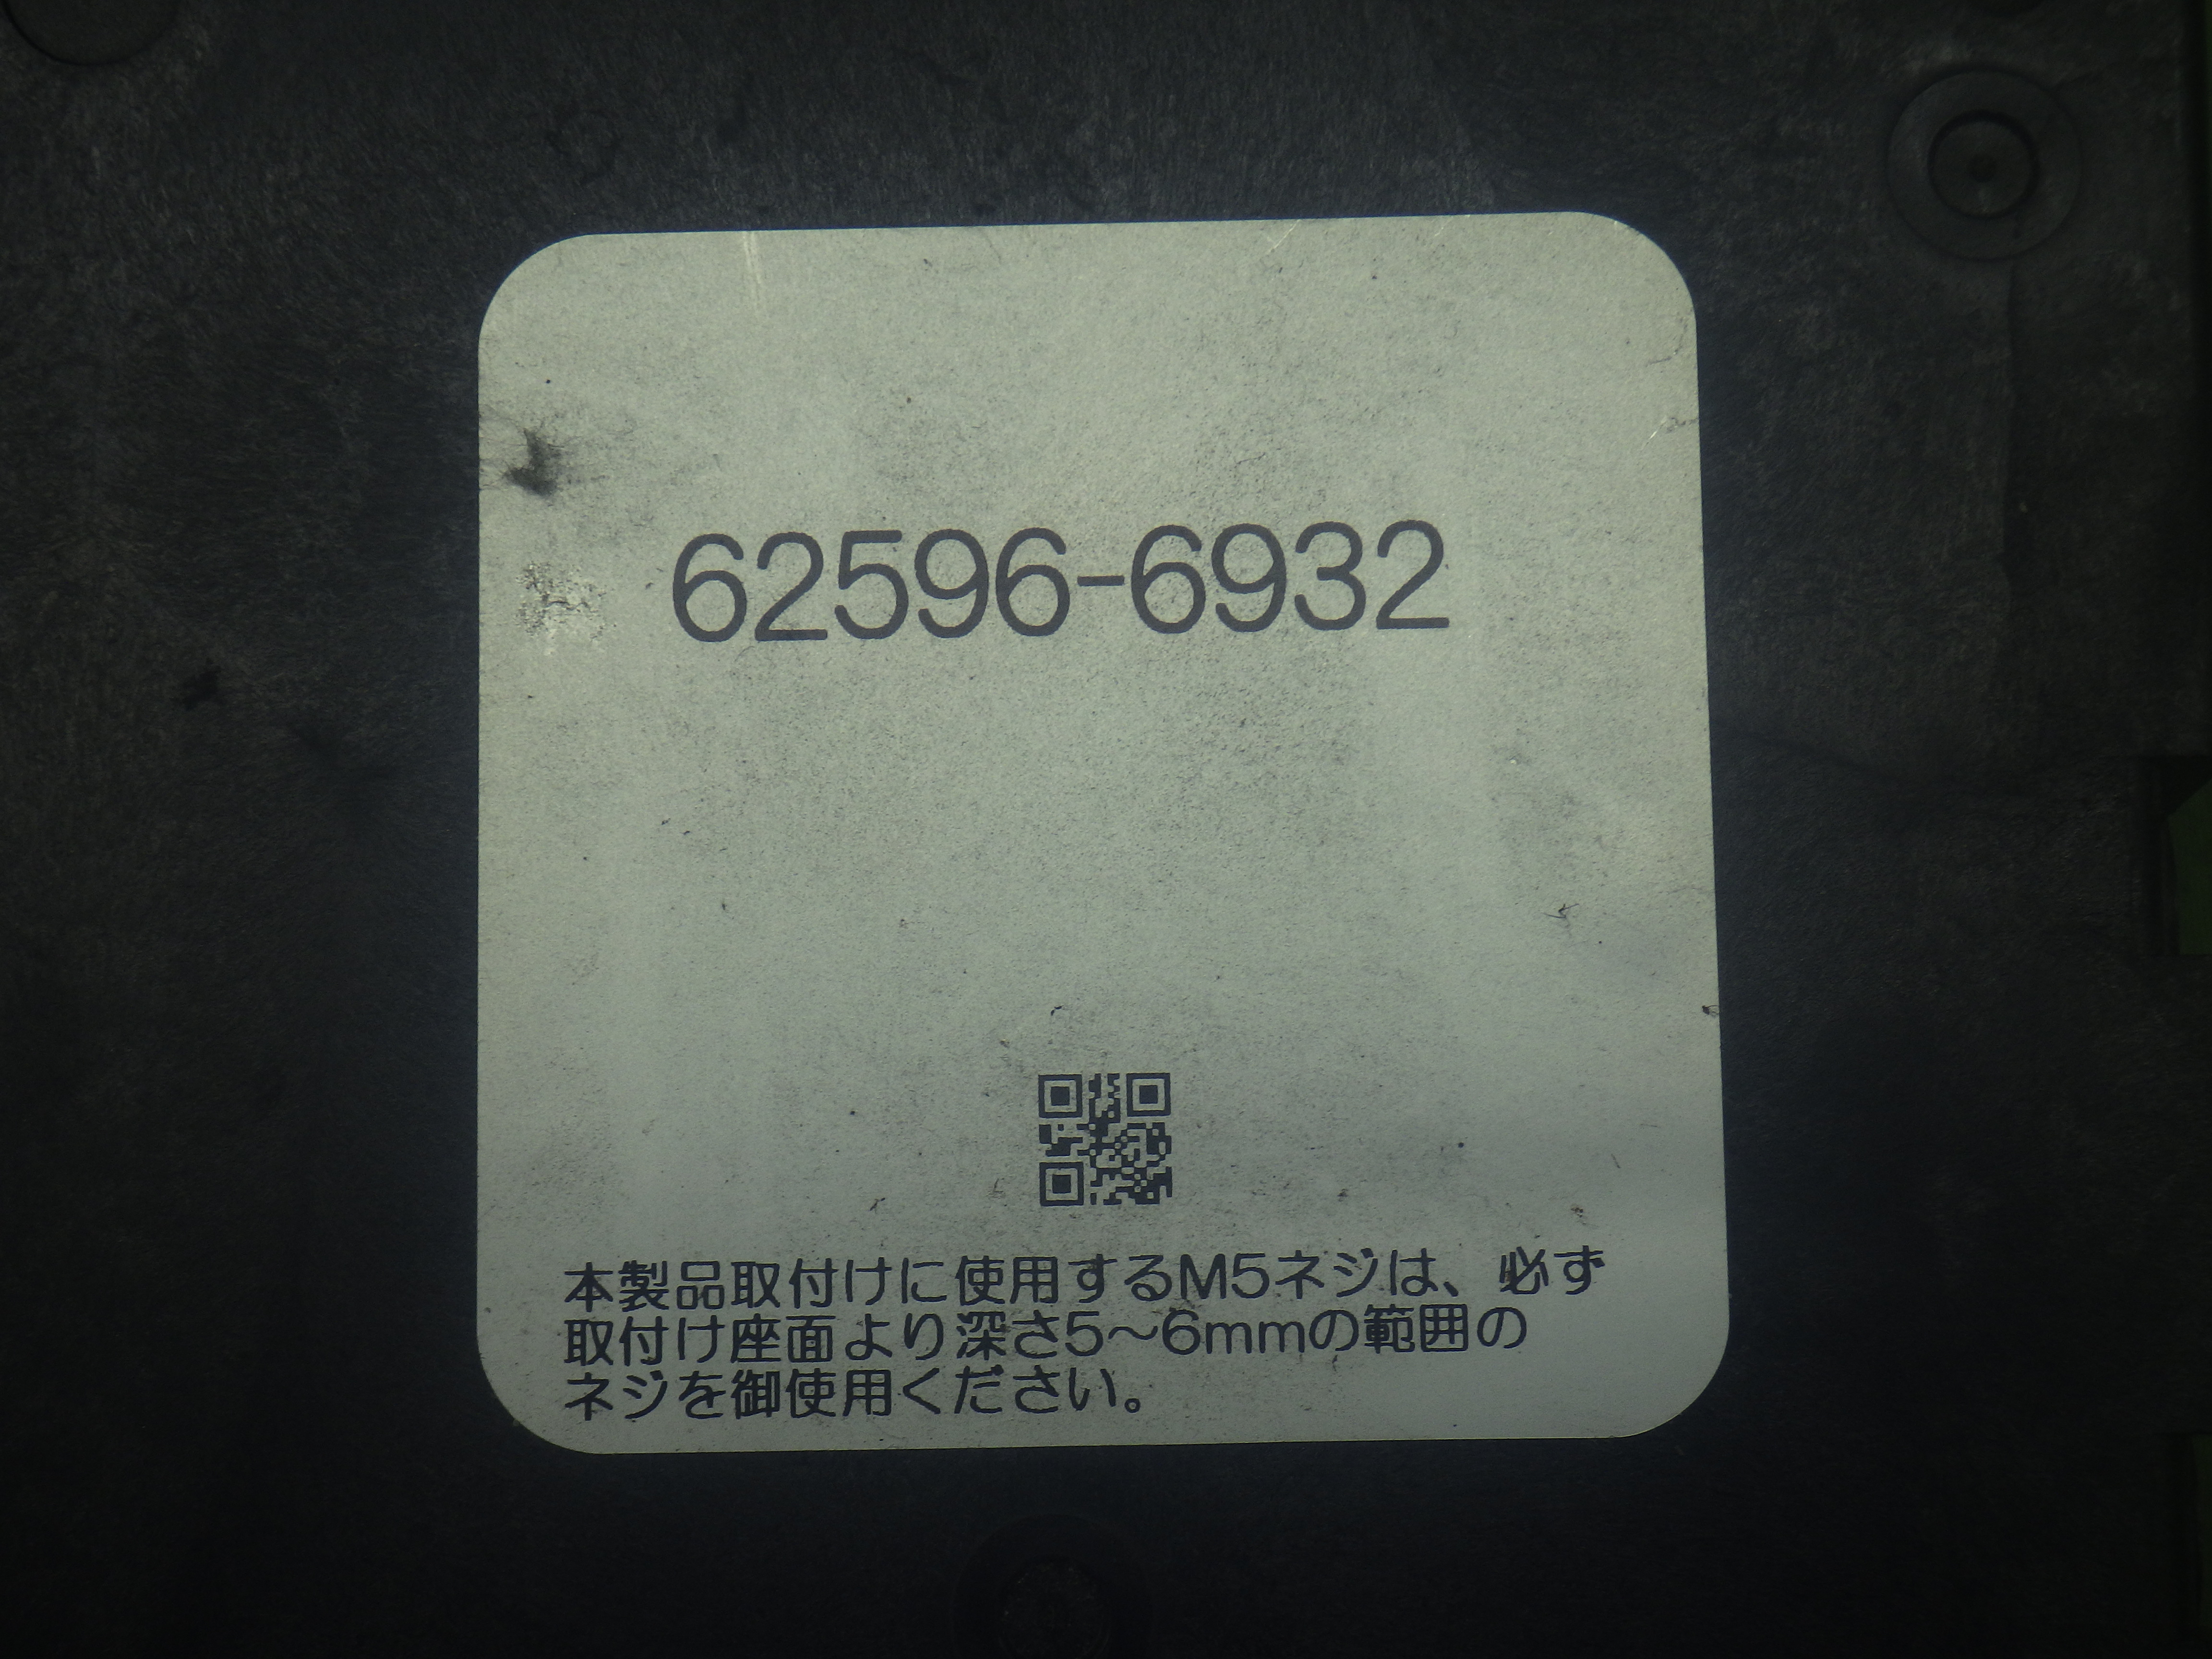 62596-6932
本製品取付けに使用するM5ネジは、必ず
取付け座面より深さ5～6mmの範囲の
ネジを御使用ください。